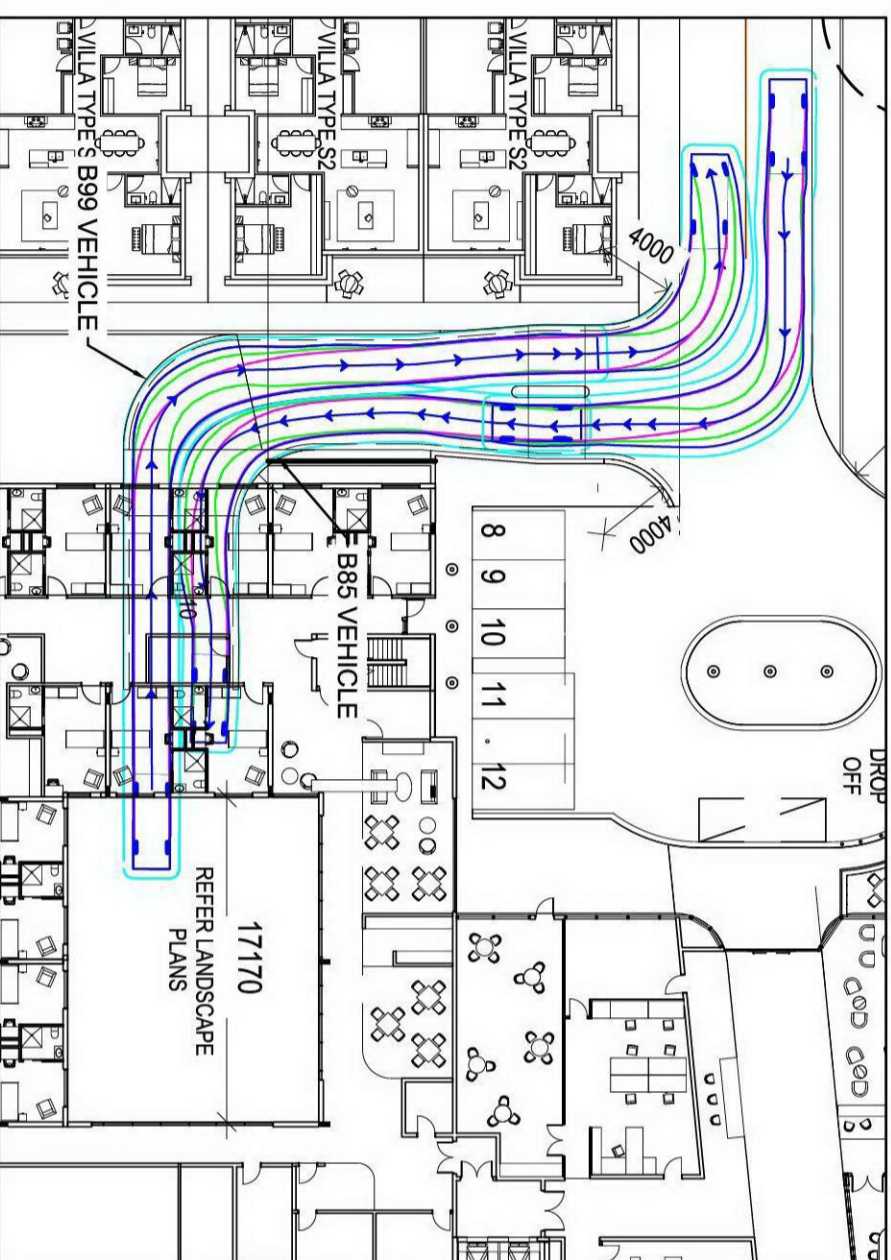 VILLA TYPE S
VILLA TYPE S2
VILLA TYPE S2
B99 VEHICLE
4000
4000
B85 VEHICLE
8
9
10
11
12
10
DROP
OFF
17170
REFER LANDSCAPE
PLANS